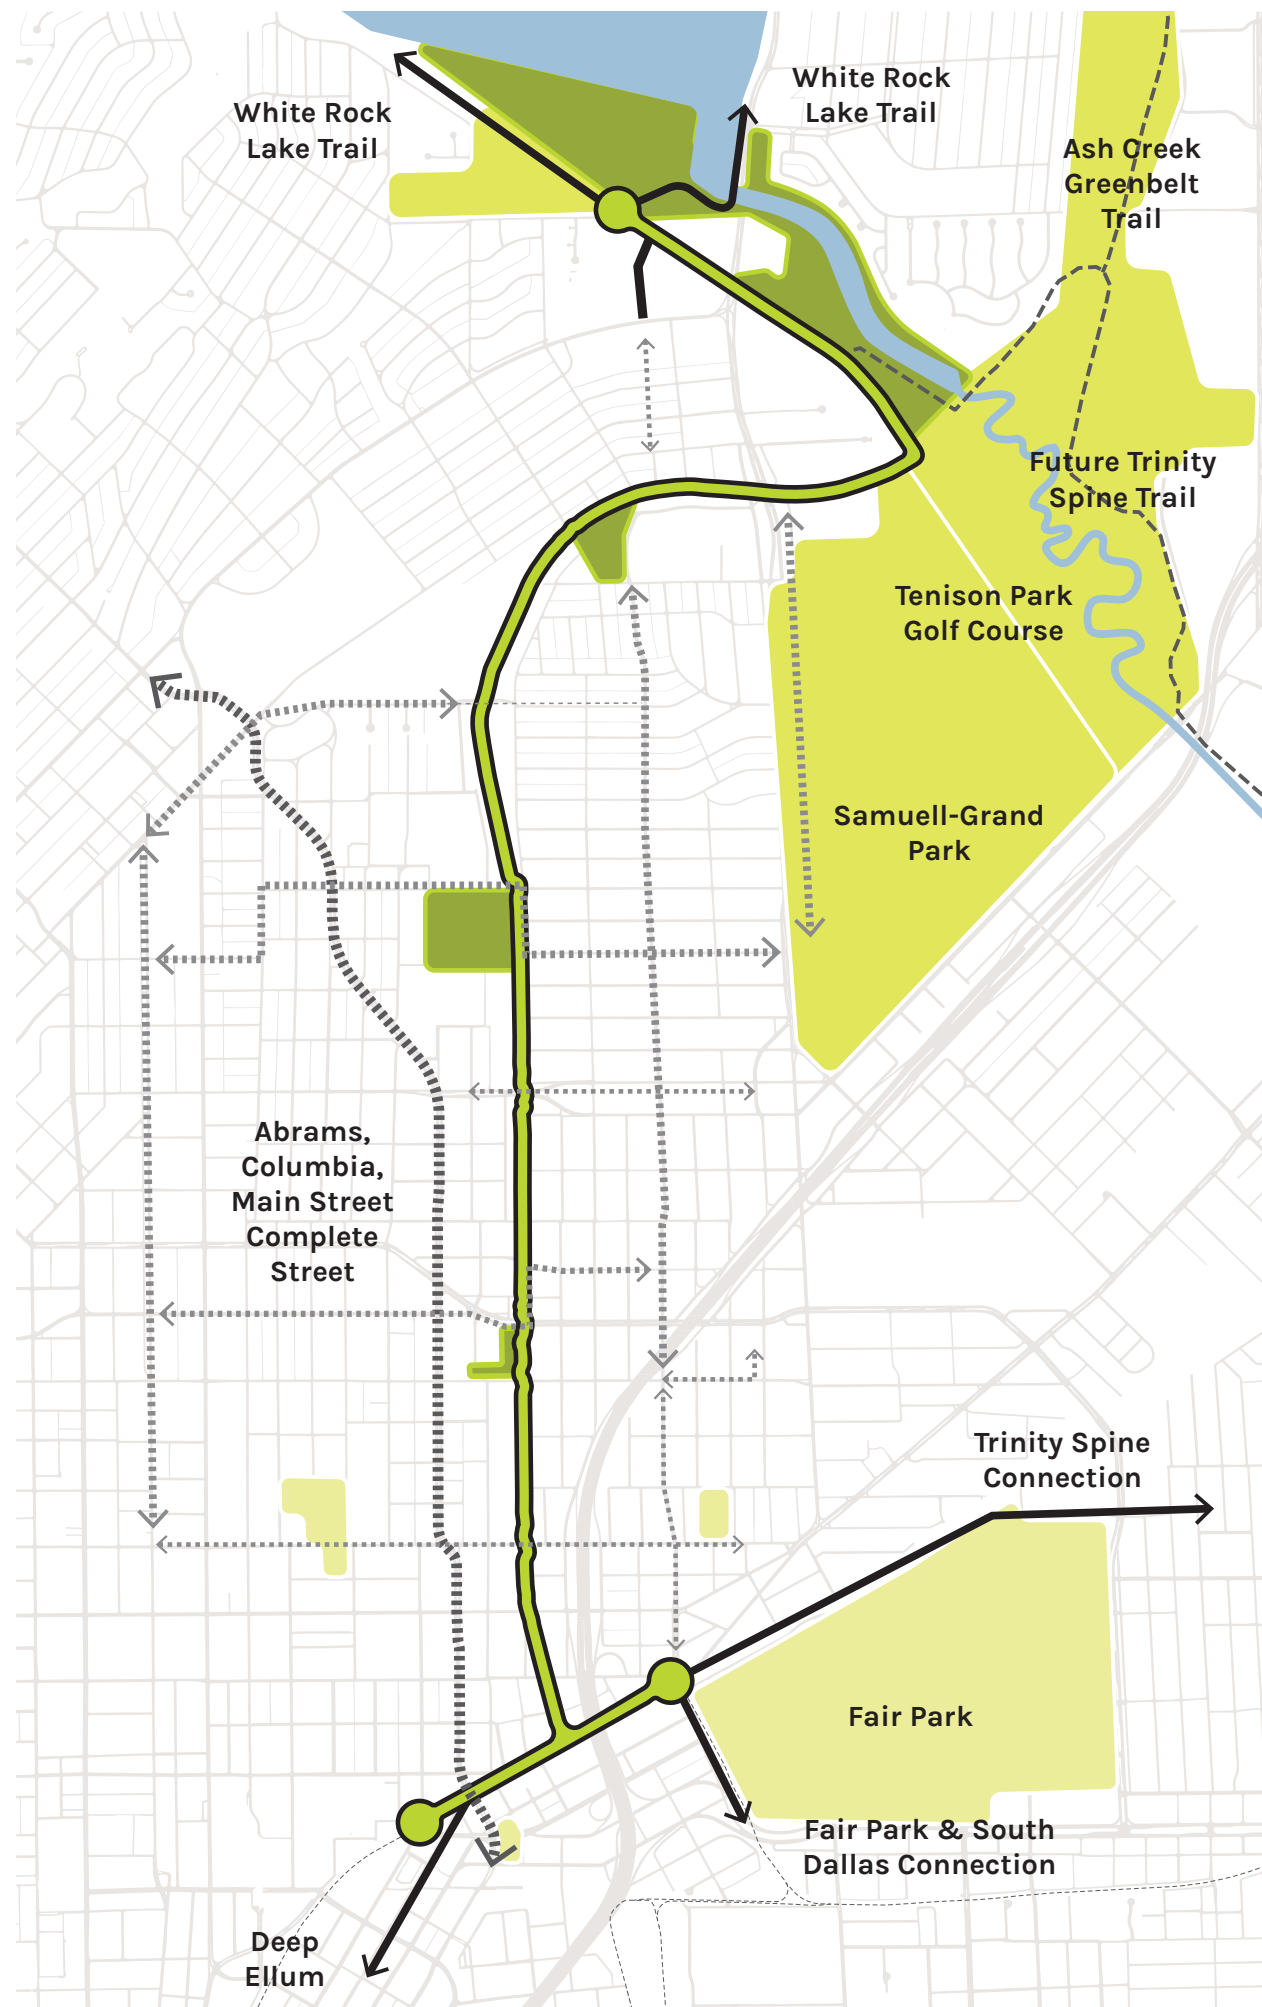 White Rock
Lake Trail
White Rock
Lake Trail
Ash Creek
Greenbelt
Trail
Future Trinity
Spine Trail
Tenison Park
Golf Course
Samuell-Grand
Park
Abrams,
Columbia,
Main Street
Complete
Street
Trinity Spine
Connection
Fair Park
Fair Park & South
Dallas Connection
Deep
Ellum